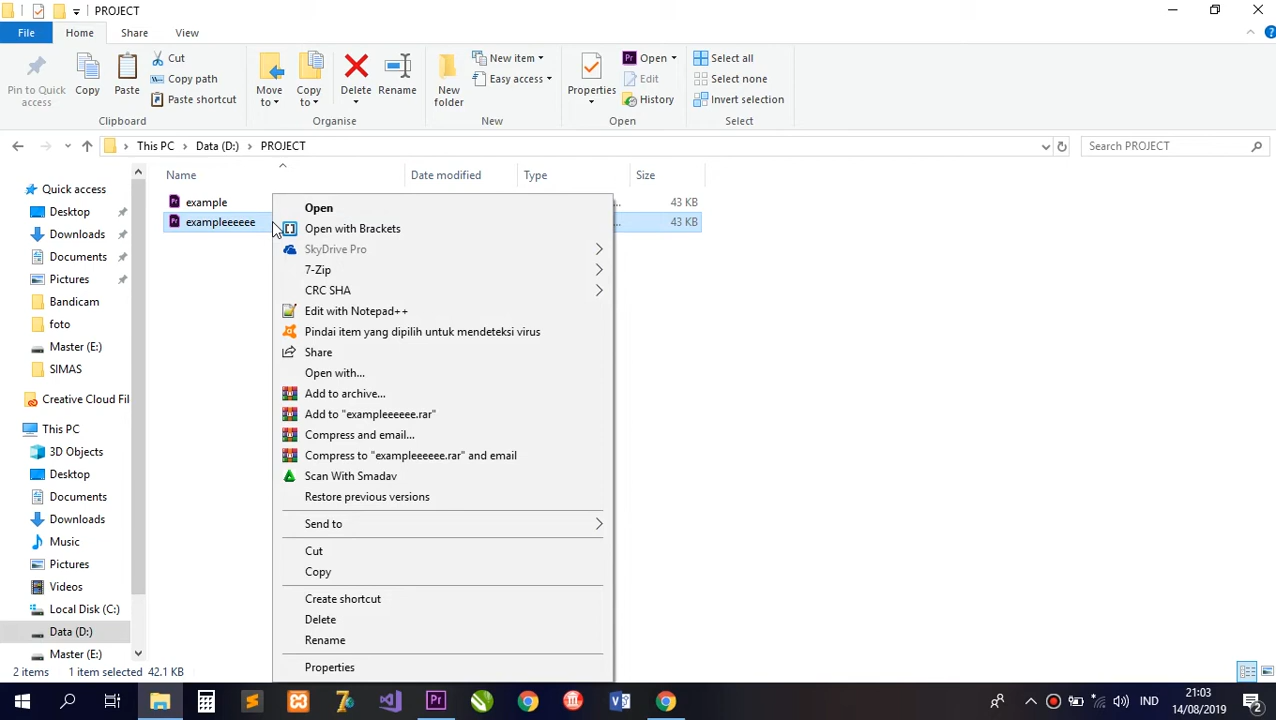 PROJECT
File Home Share View
Pin to Quick access
Copy
Paste
Cut
Copy path
Paste shortcut
Clipboard
Move to
Copy to
Delete
Rename
Organise
New folder
New item
Easy access
New
Properties
Open
Edit
History
Open
Select all
Select none
Invert selection
Select
This PC > Data (D:) > PROJECT
Search PROJECT
Name Date modified Type Size
example ... 43 KB
exampleeeeee ... 43 KB
Quick access
Desktop
Downloads
Documents
Pictures
Bandicam
foto
Master (E:)
SIMAS
Creative Cloud Fil
This PC
3D Objects
Desktop
Documents
Downloads
Music
Pictures
Videos
Local Disk (C:)
Data (D:)
Master (E:)
Open
Open with Brackets
SkyDrive Pro
7-Zip
CRC SHA
Edit with Notepad++
Pindai item yang dipilih untuk mendeteksi virus
Share
Open with...
Add to archive...
Add to "exampleeeeee.rar"
Compress and email...
Compress to "exampleeeeee.rar" and email
Scan With Smadav
Restore previous versions
Send to
Cut
Copy
Create shortcut
Delete
Rename
Properties
2 items 1 item selected 42.1 KB
Pr
IND
21:03
14/08/2019
2